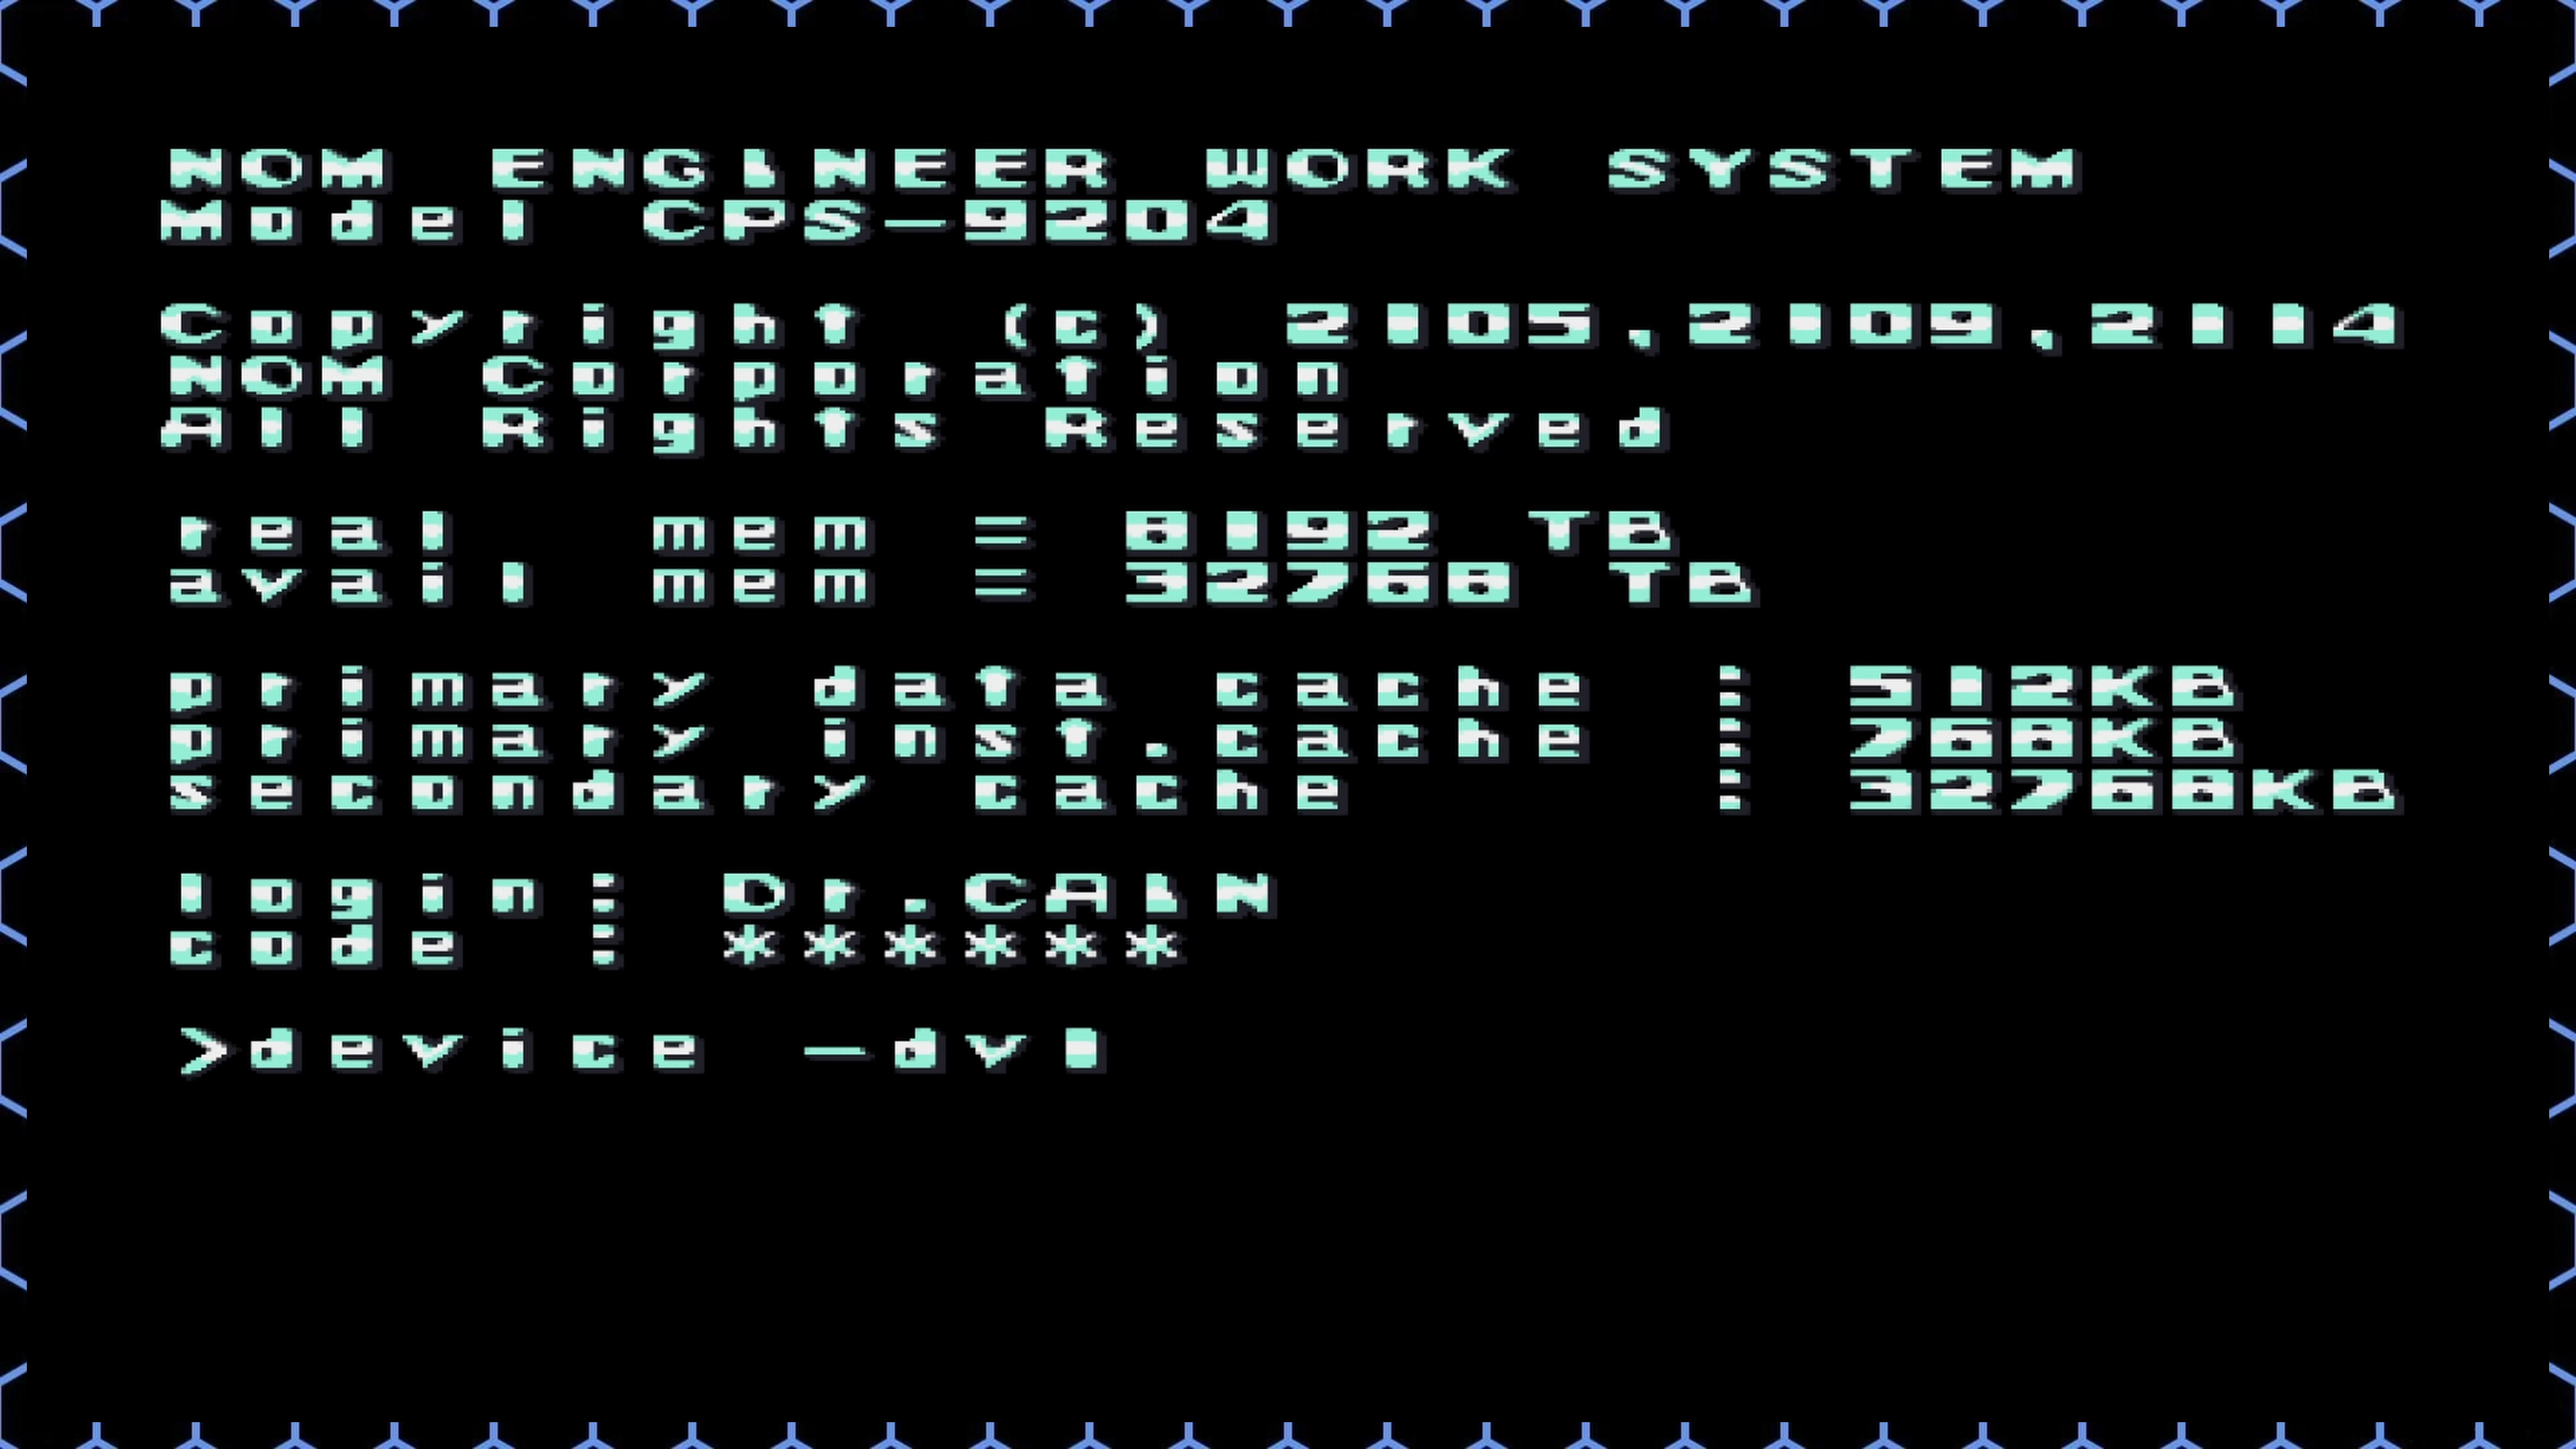 NOM ENGINEER WORK SYSTEM
Model CPS-9204
Copyright (c) 2105,2109,2114
NOM Corporation
All Rights Reserved
real  mem = 8192 TB
avail mem = 32768 TB
primary data cache : 512KB
primary inst.cache : 768KB
secondary cache    : 32768KB
login: Dr.CAIN
code : ******
>device -dv